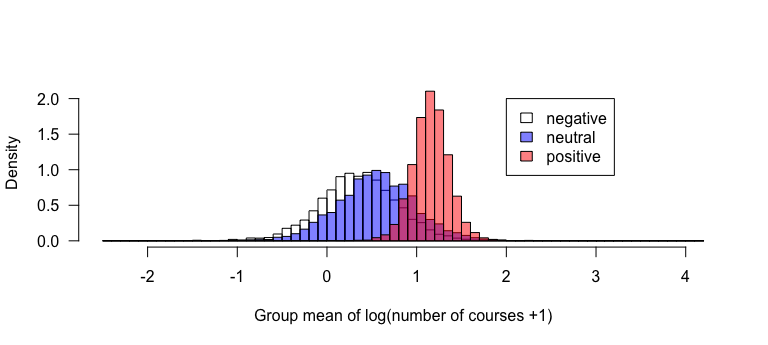 Density
2.0
1.5
1.0
0.5
0.0
negative
neutral
positive
-2 -1 0 1 2 3 4
Group mean of log(number of courses +1)